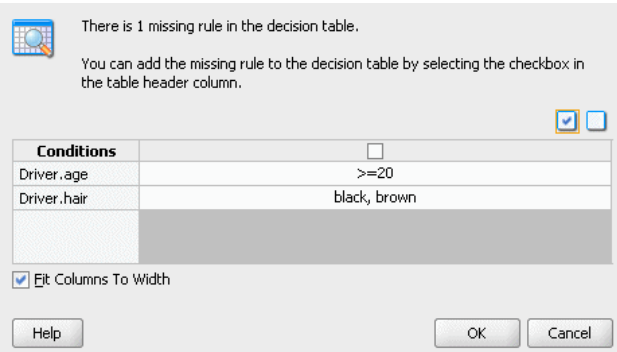 There is 1 missing rule in the decision table.
You can add the missing rule to the decision table by selecting the checkbox in
the table header column.
Conditions
Driver.age >=20
Driver.hair black, brown
Fit Columns To Width
Help OK Cancel